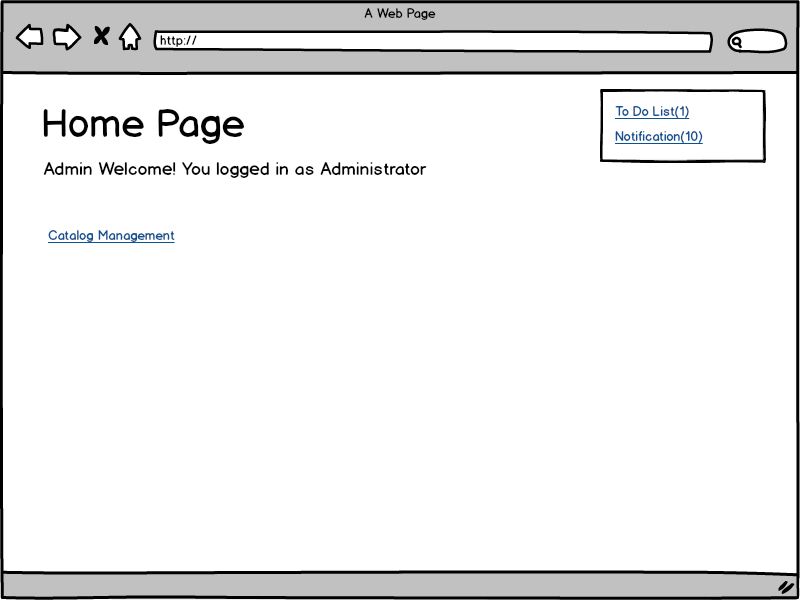 A Web Page
http://
To Do List(1)
Home Page
Notification(10)
Admin Welcome! You logged in as Administrator
Catalog Management